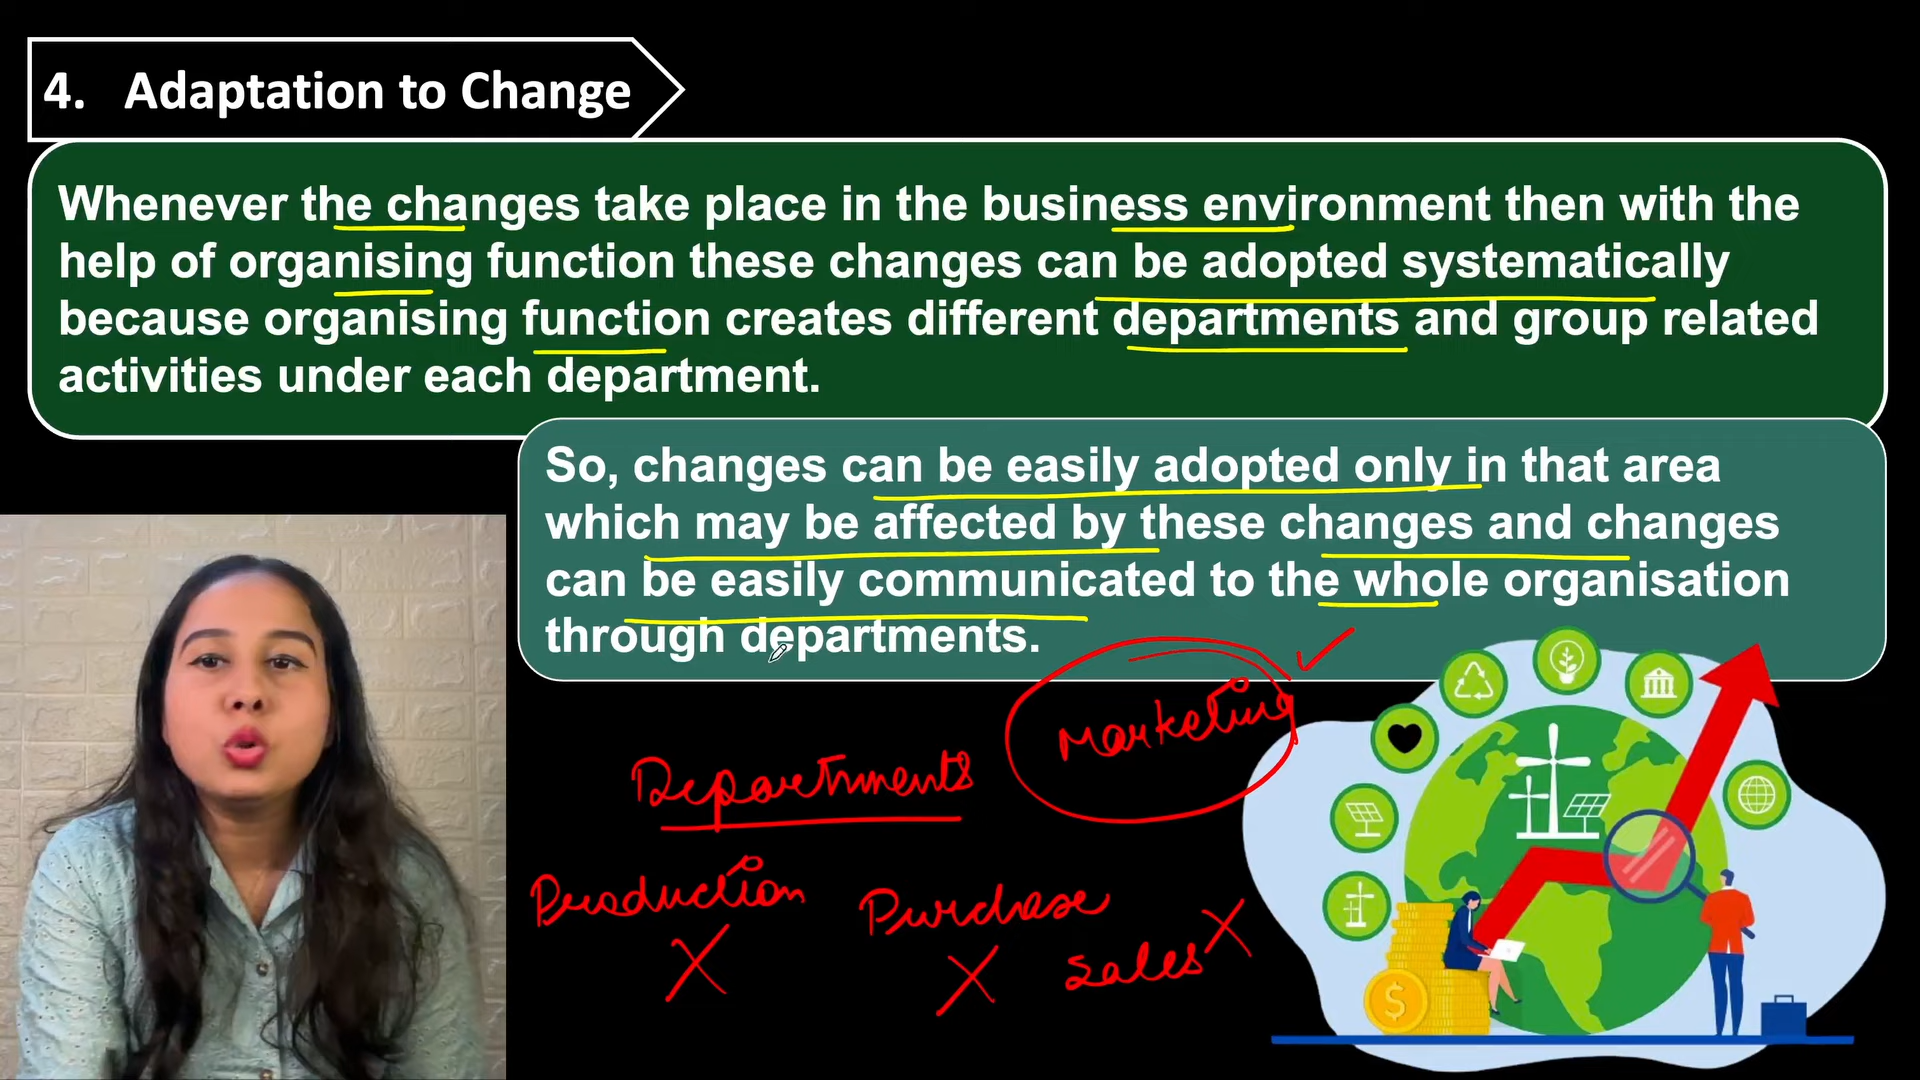 4. Adaptation to Change
Whenever the changes take place in the business environment then with the
help of organising function these changes can be adopted systematically
because organising function creates different departments and group related
activities under each department.
So, changes can be easily adopted only in that area
which may be affected by these changes and changes
can be easily communicated to the whole organisation
through departments.
Marketing
Departments
Production
Purchase
Sales
$